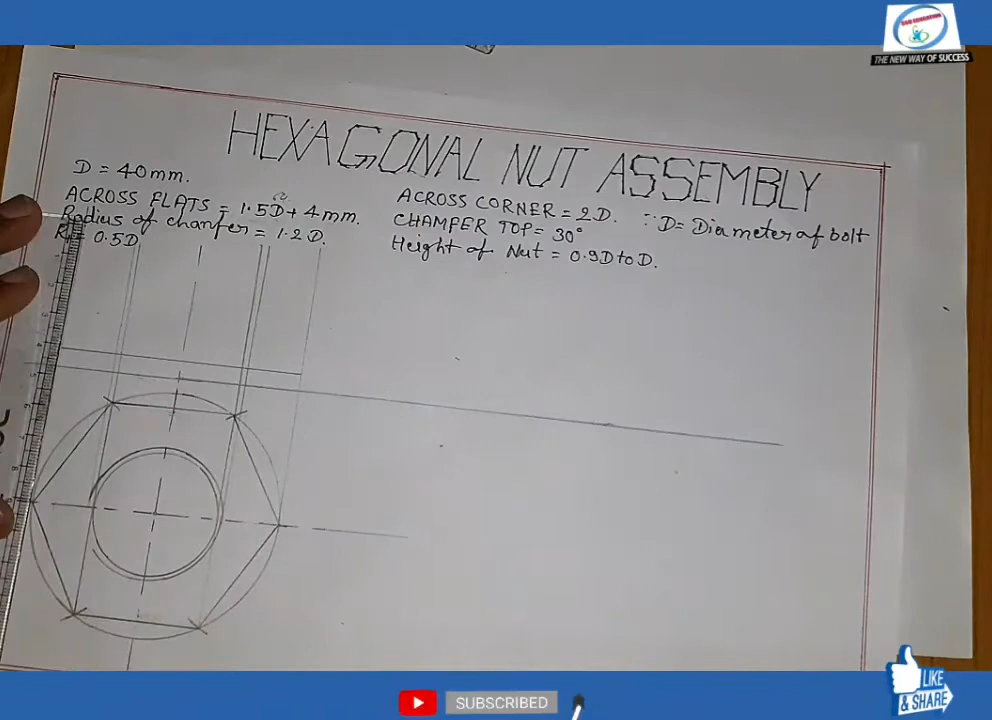 THE NEW WAY OF SUCCESS
HEXAGONAL NUT ASSEMBLY
D = 40mm.
ACROSS FLATS = 1.5D + 4mm.
Radius of chamfer = 1.2D.
R = 0.5D
ACROSS CORNER = 2D. ∵ D = Diameter of bolt
CHAMFER TOP = 30°
Height of Nut = 0.9D to D.
SUBSCRIBED
LIKE
& SHARE